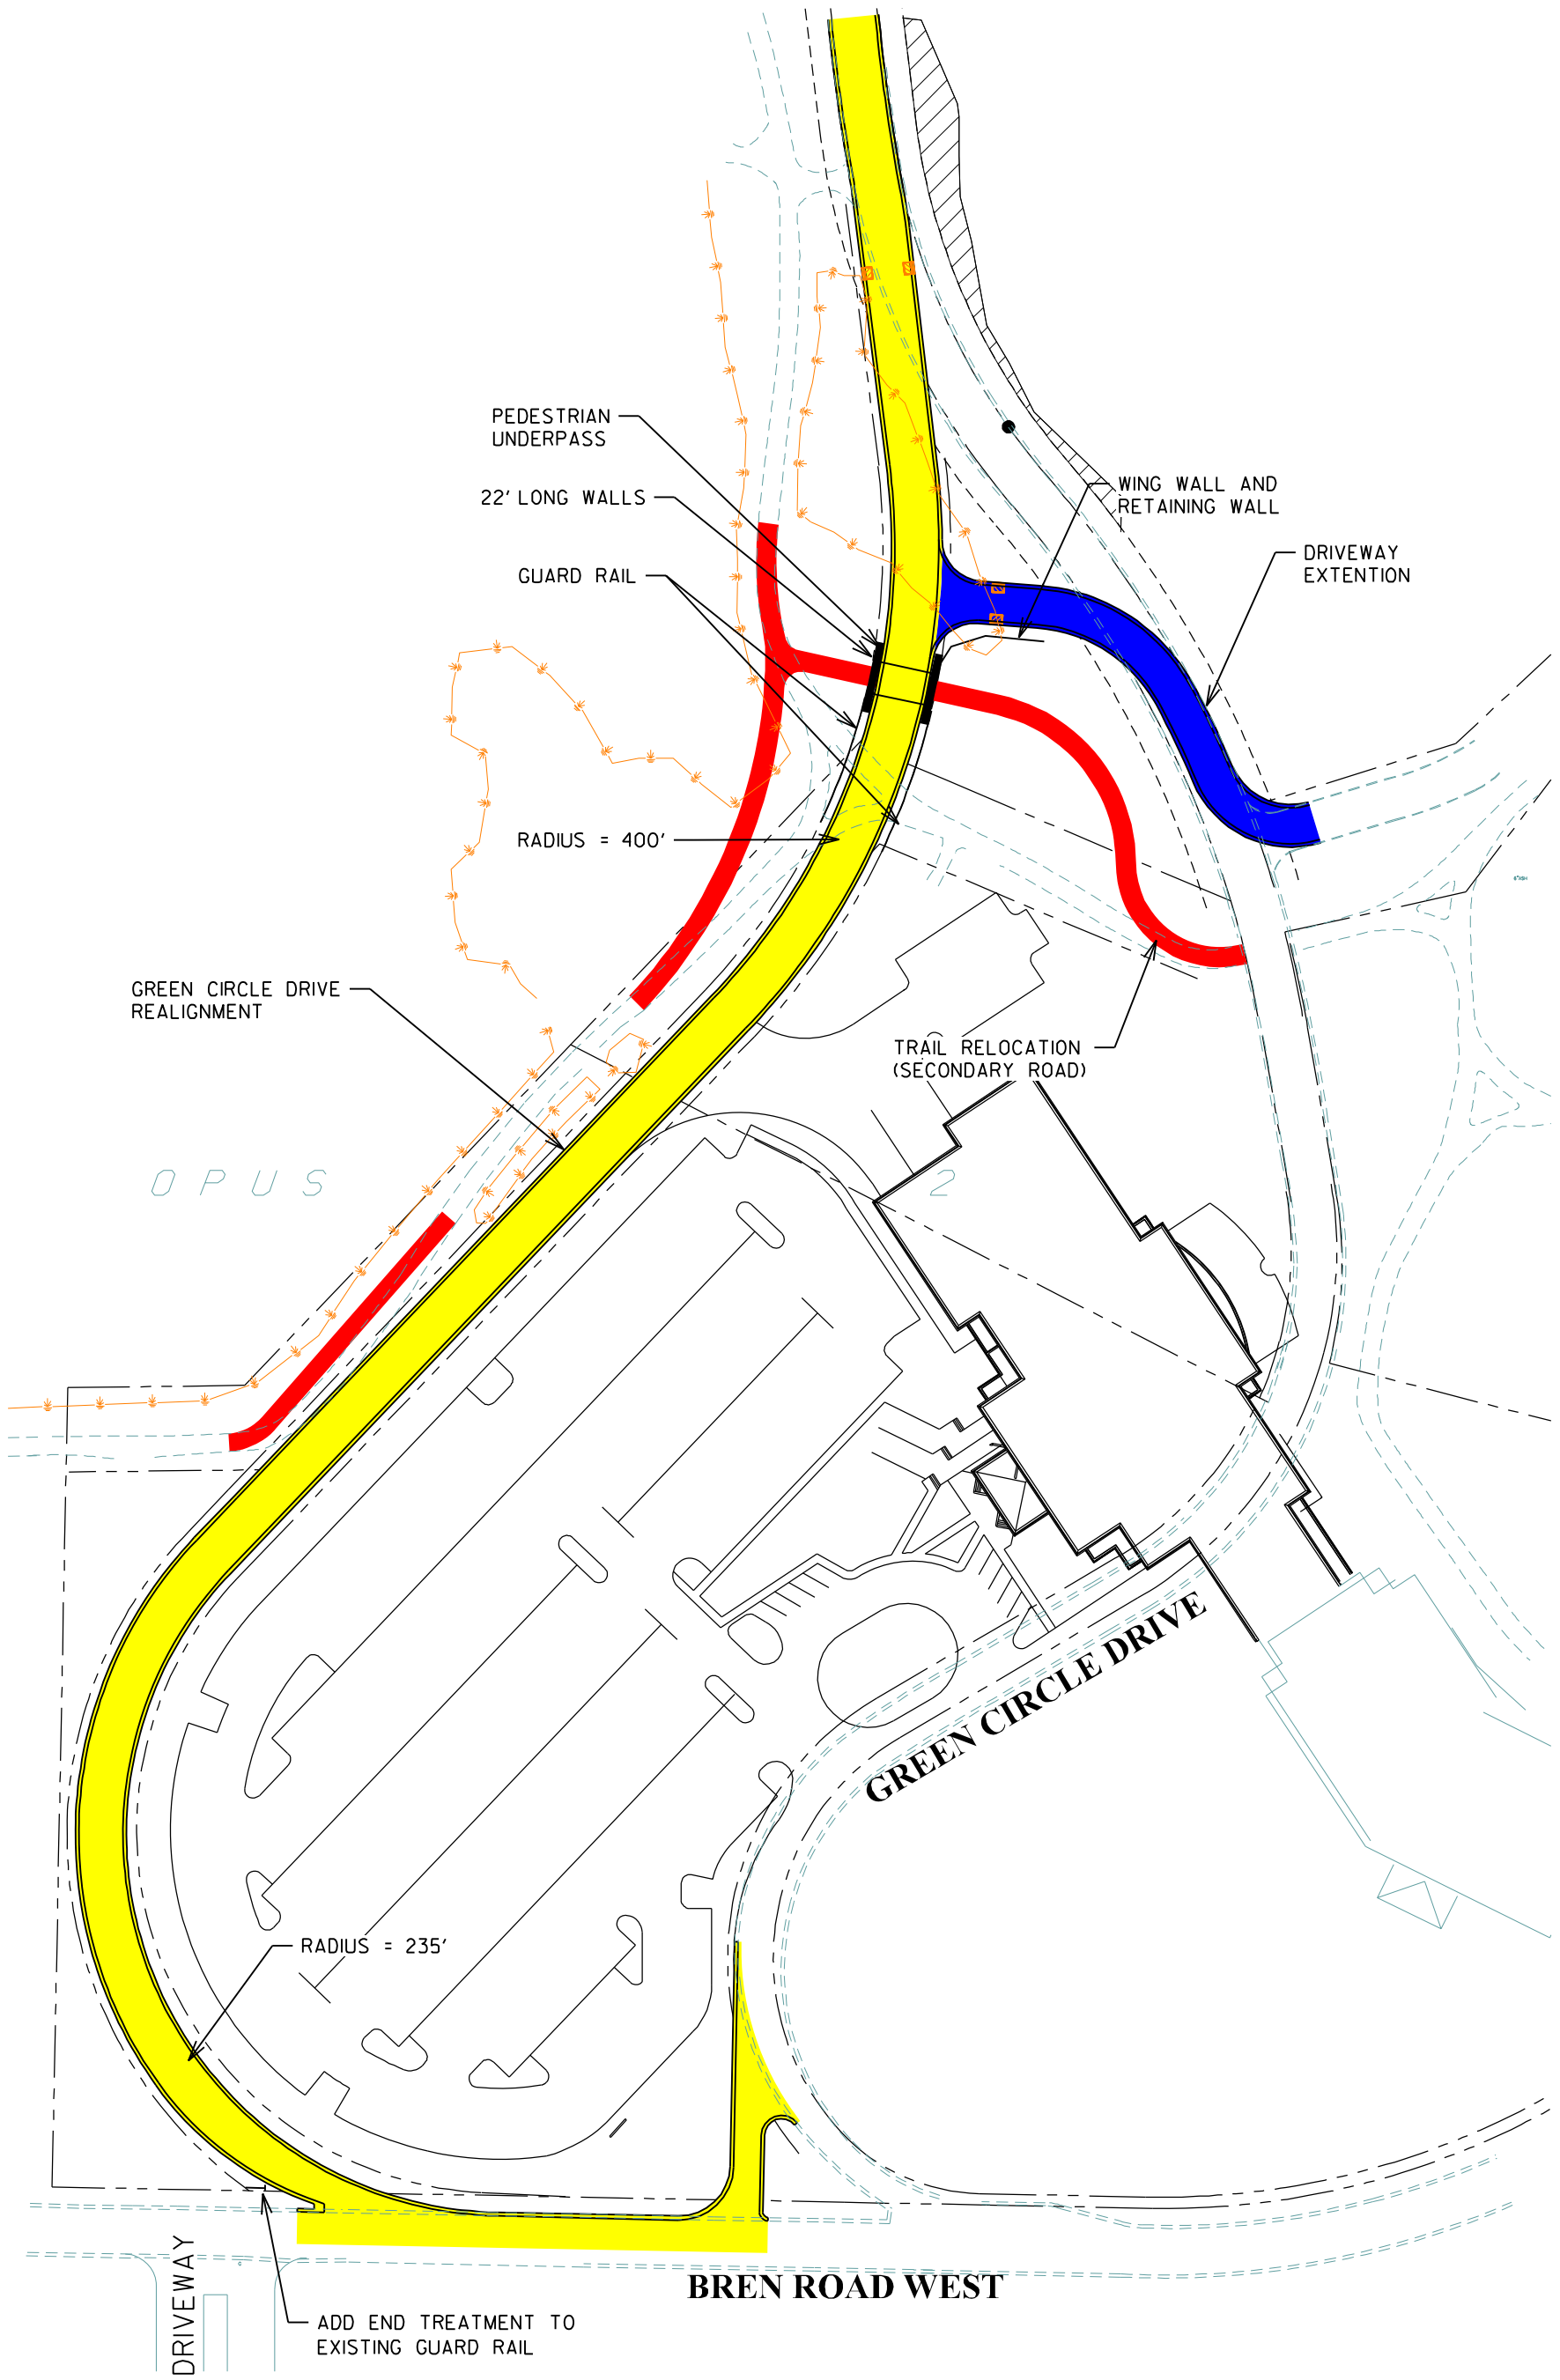 PEDESTRIAN
UNDERPASS
22' LONG WALLS
GUARD RAIL
WING WALL AND
RETAINING WALL
DRIVEWAY
EXTENTION
RADIUS = 400'
GREEN CIRCLE DRIVE
REALIGNMENT
TRAIL RELOCATION
(SECONDARY ROAD)
OPUS
2
GREEN CIRCLE DRIVE
RADIUS = 235'
BREN ROAD WEST
DRIVEWAY
ADD END TREATMENT TO
EXISTING GUARD RAIL